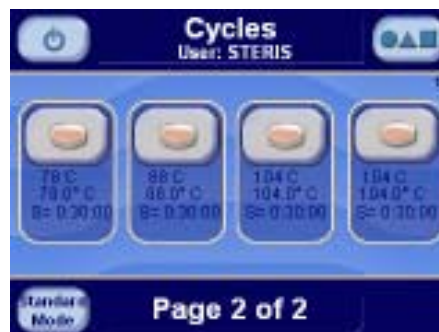 Cycles
User: STERIS
78 C
78.0° C
S= 0:30:00
88 C
88.0° C
S= 0:30:00
104 C
104.0° C
S= 0:30:00
104 C
104.0° C
S= 0:30:00
Standard
Mode
Page 2 of 2